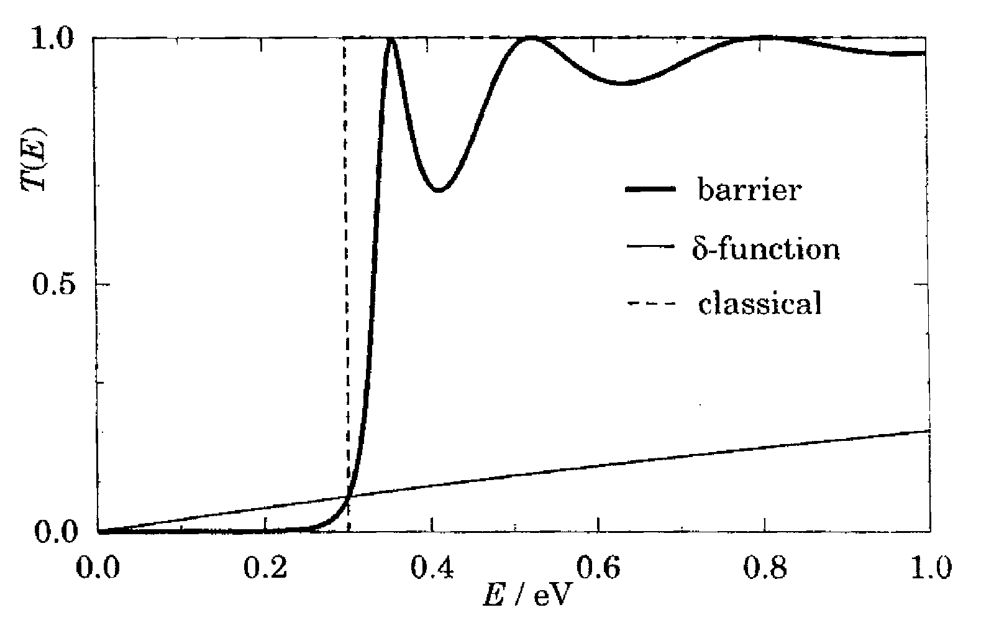 1.0
T(E)
barrier
δ-function
0.5
classical
0.0
0.0 0.2 0.4 0.6 0.8 1.0
E / eV